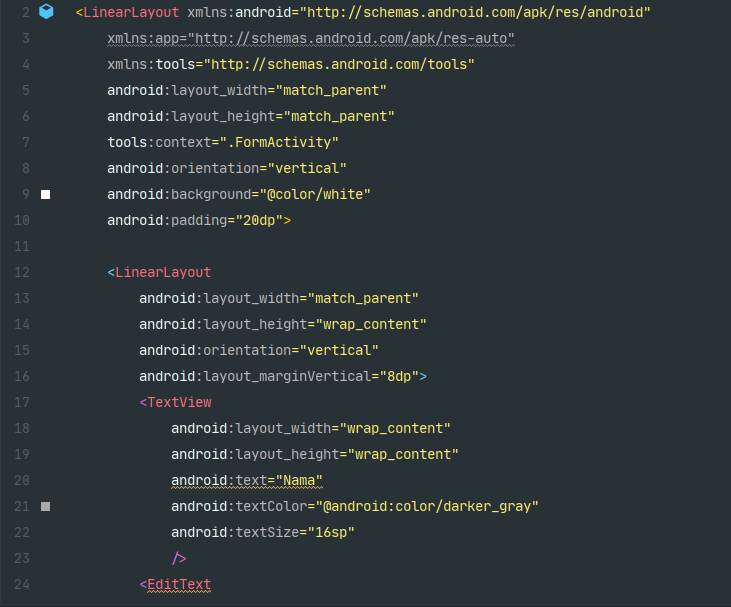 2 <LinearLayout xmlns:android="http://schemas.android.com/apk/res/android"
3 xmlns:app="http://schemas.android.com/apk/res-auto"
4 xmlns:tools="http://schemas.android.com/tools"
5 android:layout_width="match_parent"
6 android:layout_height="match_parent"
7 tools:context=".FormActivity"
8 android:orientation="vertical"
9 android:background="@color/white"
10 android:padding="20dp">
11
12 <LinearLayout
13 android:layout_width="match_parent"
14 android:layout_height="wrap_content"
15 android:orientation="vertical"
16 android:layout_marginVertical="8dp">
17 <TextView
18 android:layout_width="wrap_content"
19 android:layout_height="wrap_content"
20 android:text="Nama"
21 android:textColor="@android:color/darker_gray"
22 android:textSize="16sp"
23 />
24 <EditText